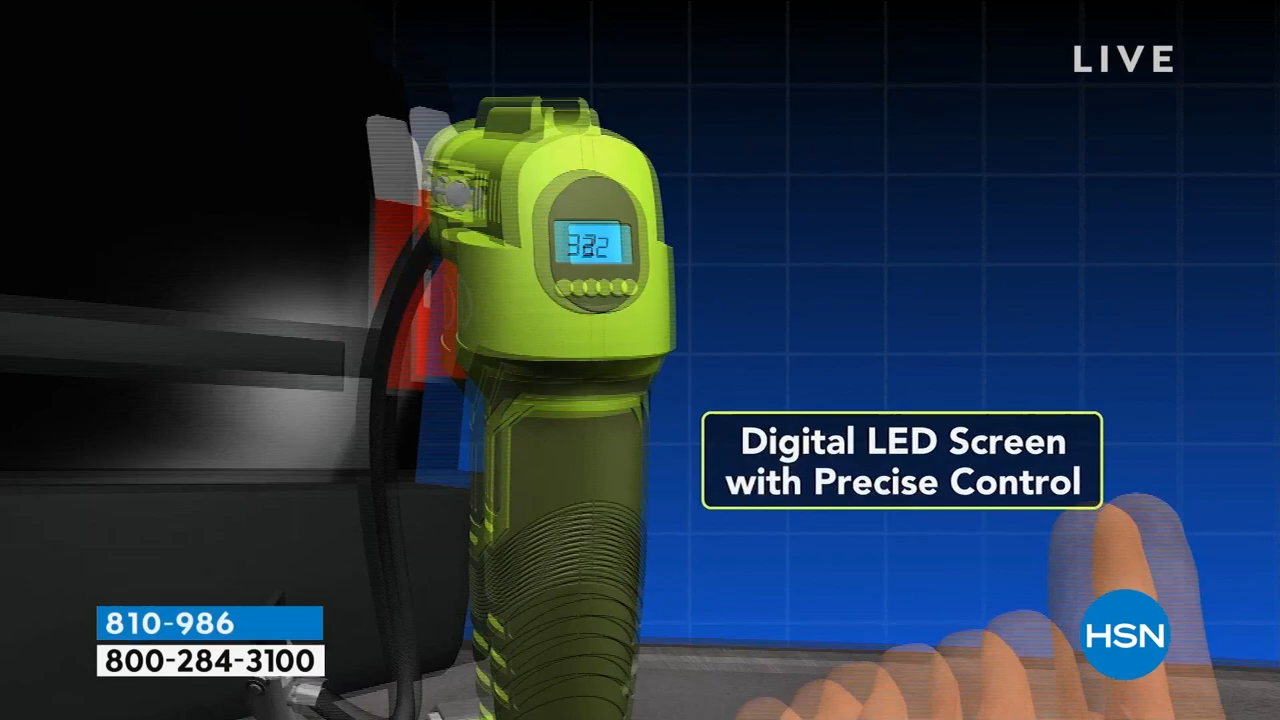 LIVE
Digital LED Screen
with Precise Control
810-986
800-284-3100
HSN